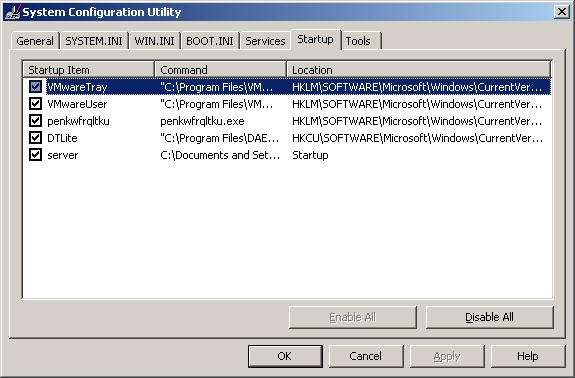 System Configuration Utility
General SYSTEM.INI WIN.INI BOOT.INI Services Startup Tools
Startup Item Command Location
VMwareTray "C:\Program Files\VM... HKLM\SOFTWARE\Microsoft\Windows\CurrentVer...
VMwareUser "C:\Program Files\VM... HKLM\SOFTWARE\Microsoft\Windows\CurrentVer...
penkwfrqltku penkwfrqltku.exe HKLM\SOFTWARE\Microsoft\Windows\CurrentVer...
DTLite "C:\Program Files\DAE... HKCU\SOFTWARE\Microsoft\Windows\CurrentVer...
server C:\Documents and Set... Startup
Enable All Disable All
OK Cancel Apply Help